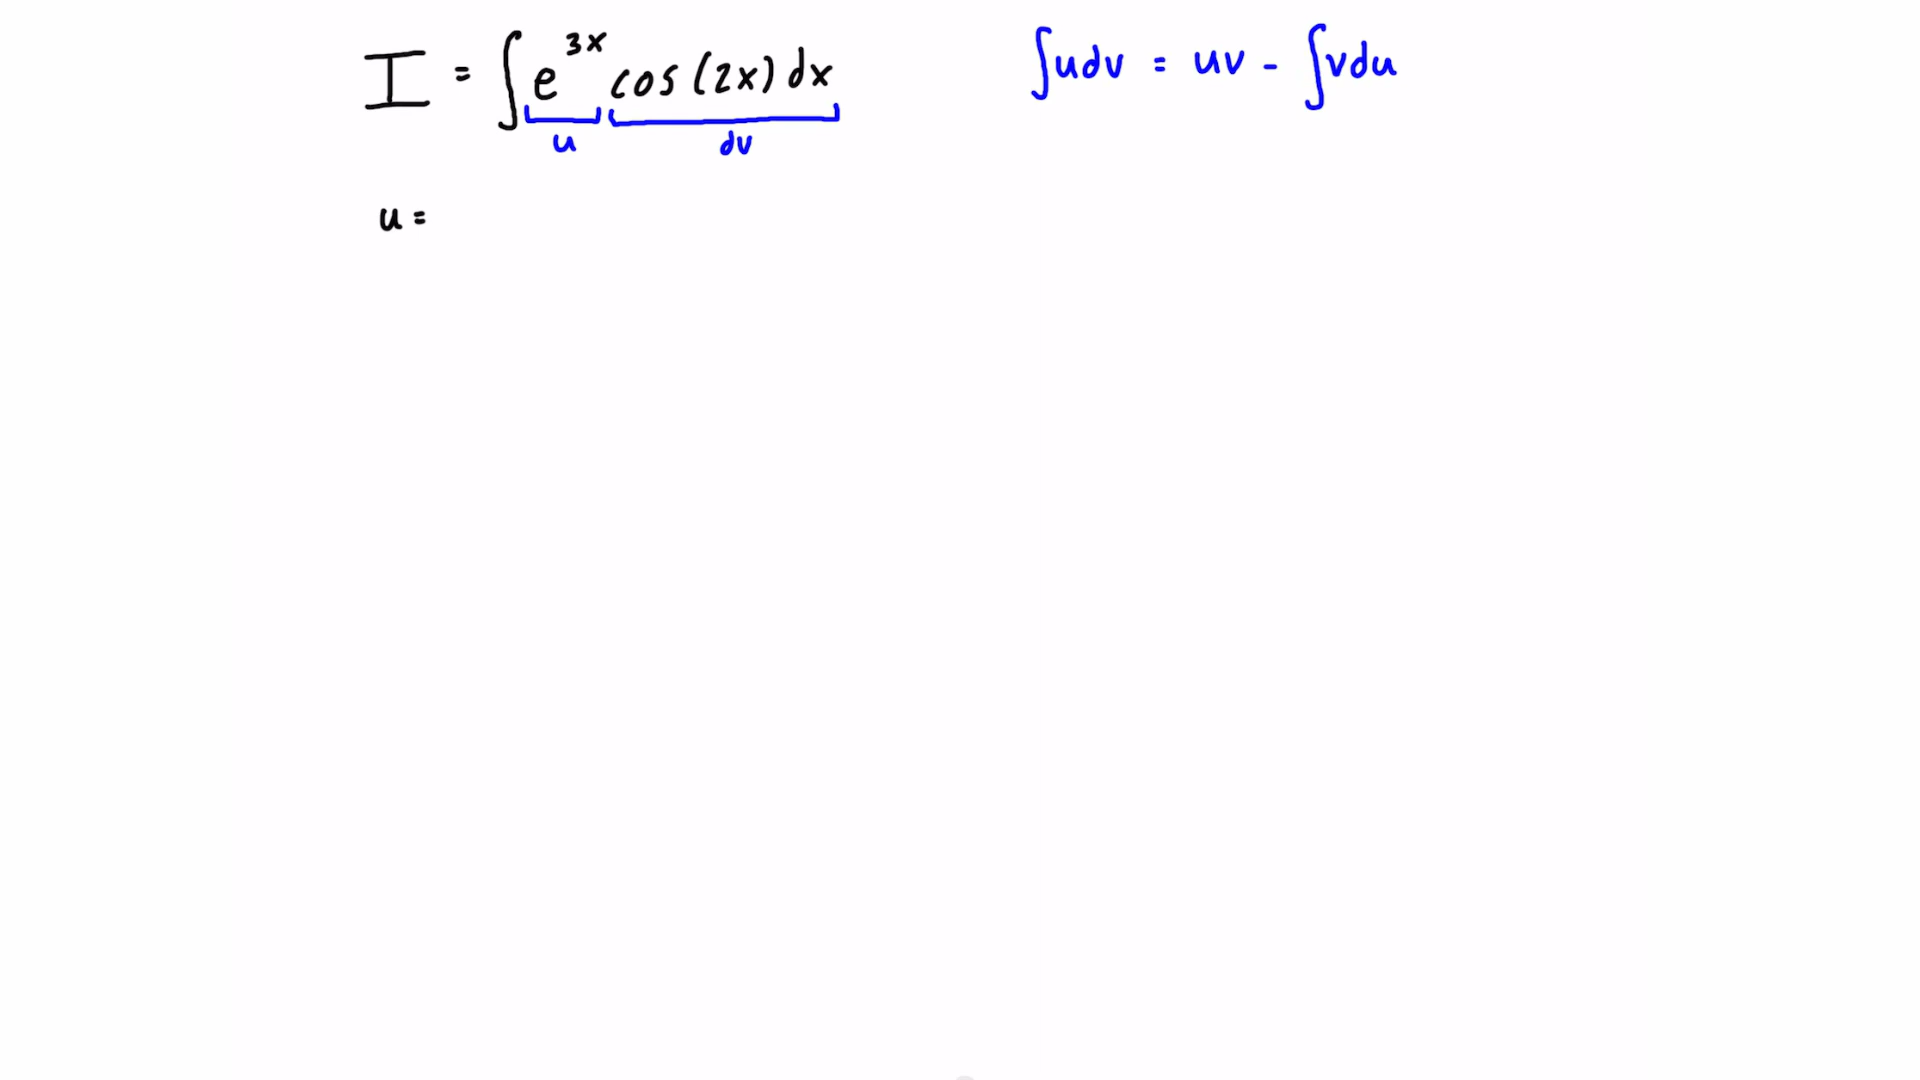 I = ∫e^{3x} cos(2x)dx
u
dv
∫udv = uv - ∫vdu
u =